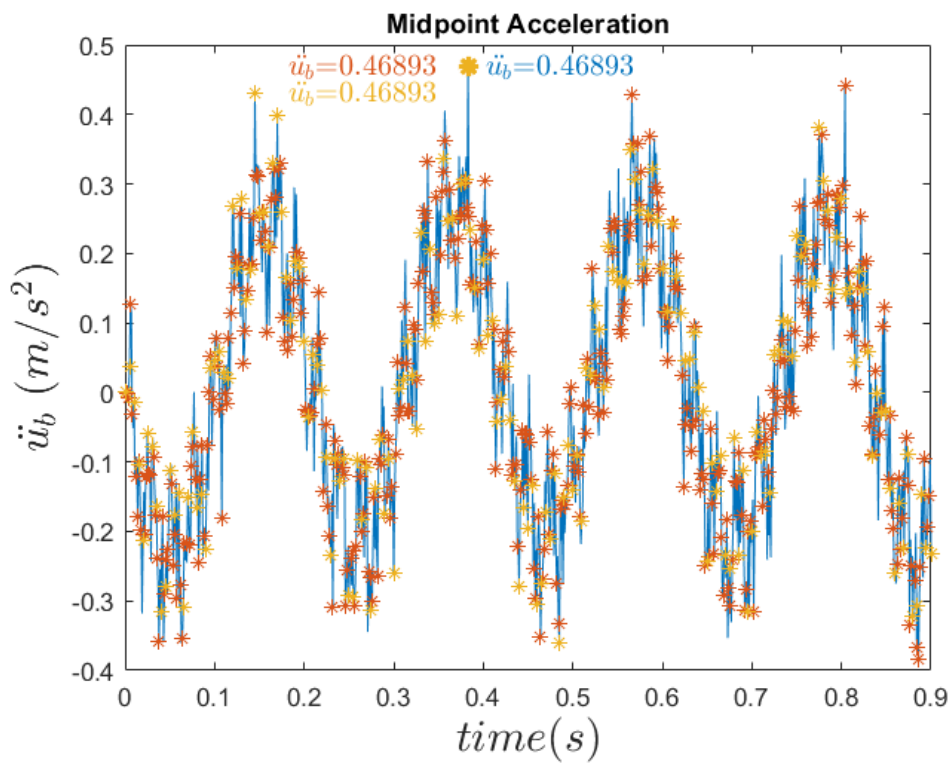 Midpoint Acceleration
0.5
0.4
0.3
0.2
0.1
0
-0.1
-0.2
-0.3
-0.4
ü_b (m/s²)
ü_b=0.46893
ü_b=0.46893
ü_b=0.46893
0 0.1 0.2 0.3 0.4 0.5 0.6 0.7 0.8 0.9
time(s)